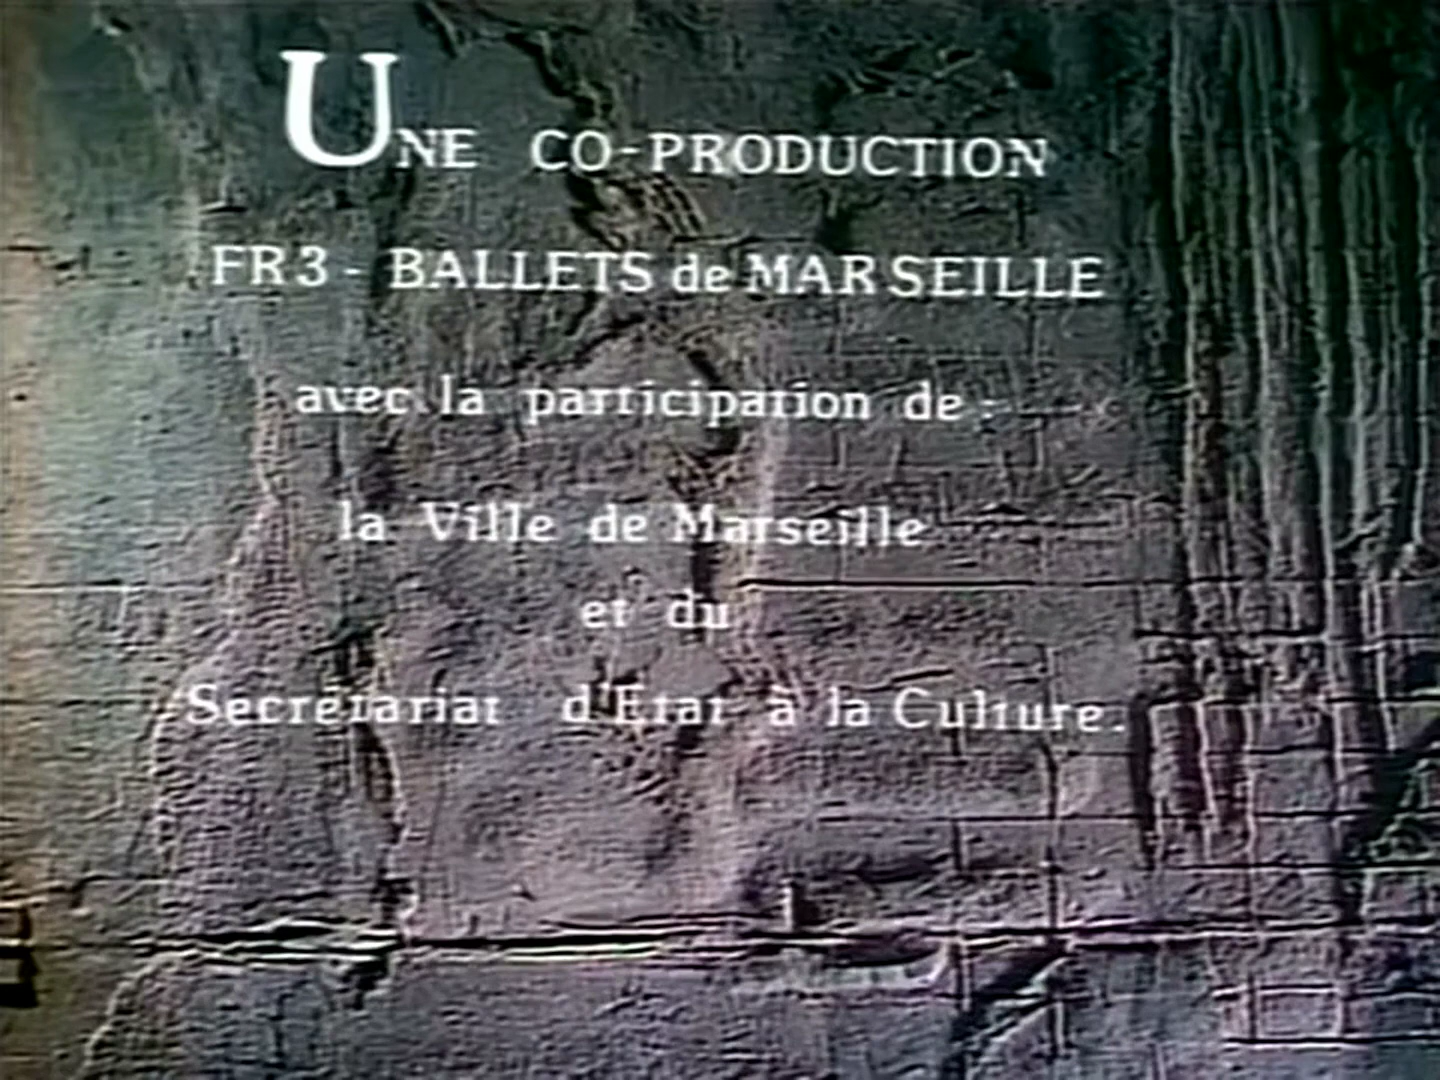 UNE CO-PRODUCTION
FR3 - BALLETS de MARSEILLE
avec la participation de :
la Ville de Marseille
et du
Secrétariat d'Etat à la Culture.